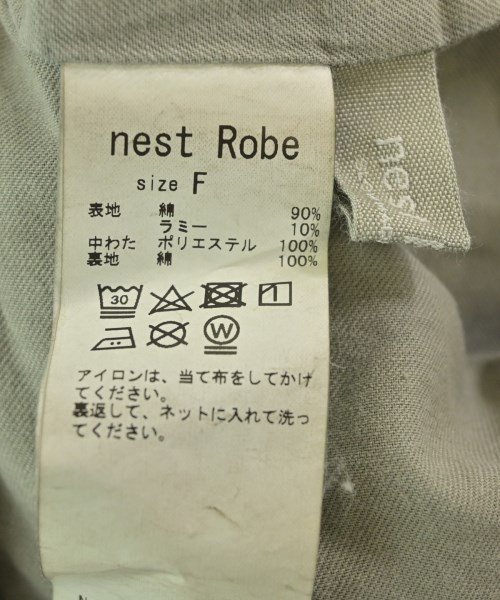 nest Robe
size F
表地 綿 90%
ラミー 10%
中わた ポリエステル 100%
裏地 綿 100%
30
W
アイロンは、当て布をしてかけ
てください。
裏返して、ネットに入れて洗っ
てください。
nes